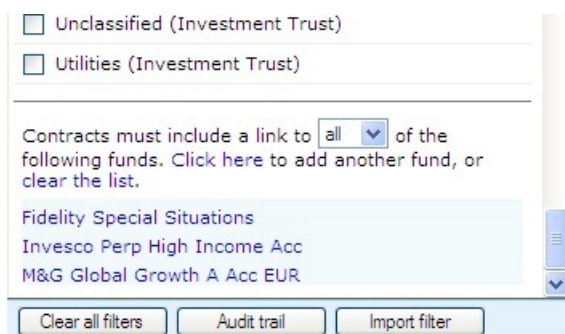 Unclassified (Investment Trust)
Utilities (Investment Trust)
Contracts must include a link to all of the
following funds. Click here to add another fund, or
clear the list.
Fidelity Special Situations
Invesco Perp High Income Acc
M&G Global Growth A Acc EUR
Clear all filters Audit trail Import filter